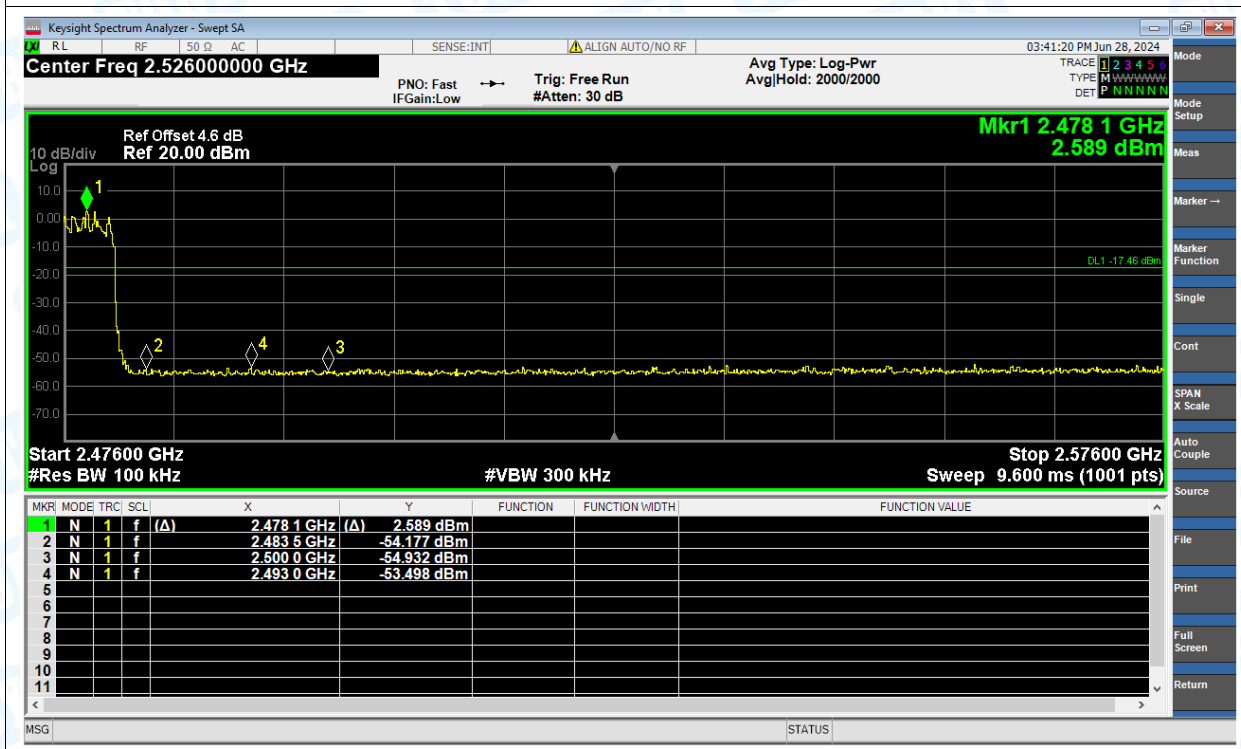 Keysight Spectrum Analyzer - Swept SA
LXI RL RF 50 Ω AC SENSE:INT ⚠ALIGN AUTO/NO RF 03:41:20 PM Jun 28, 2024
Center Freq 2.526000000 GHz
PNO: Fast
IFGain:Low
Trig: Free Run
#Atten: 30 dB
Avg Type: Log-Pwr
Avg|Hold: 2000/2000
TRACE 1 2 3 4 5 6
TYPE M W W W W W
DET P N N N N N
Ref Offset 4.6 dB
Ref 20.00 dBm
10 dB/div
Log
Mkr1 2.478 1 GHz
2.589 dBm
10.0
0.00
-10.0
-20.0
-30.0
-40.0
-50.0
-60.0
-70.0
1
2
4
3
DL1 -17.46 dBm
Start 2.47600 GHz
Stop 2.57600 GHz
#Res BW 100 kHz
#VBW 300 kHz
Sweep 9.600 ms (1001 pts)
MKR MODE TRC SCL X Y FUNCTION FUNCTION WIDTH FUNCTION VALUE
1 N 1 f (Δ) 2.478 1 GHz (Δ) 2.589 dBm
2 N 1 f 2.483 5 GHz -54.177 dBm
3 N 1 f 2.500 0 GHz -54.932 dBm
4 N 1 f 2.493 0 GHz -53.498 dBm
5
6
7
8
9
10
11
MSG
STATUS
Mode
Mode
Setup
Meas
Marker →
Marker
Function
Single
Cont
SPAN
X Scale
Auto
Couple
Source
File
Print
Full
Screen
Return